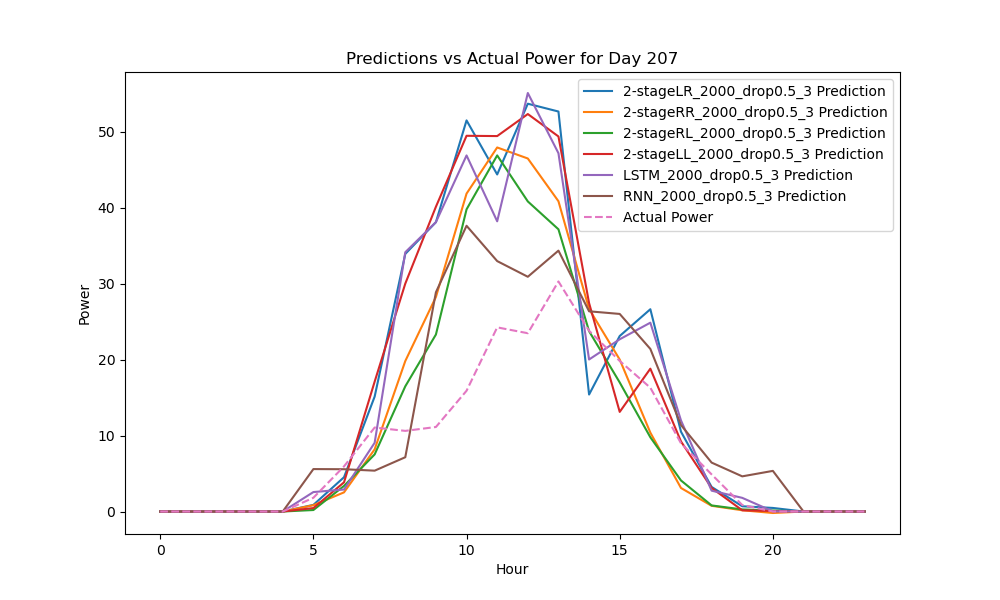 Predictions vs Actual Power for Day 207
2-stageLR_2000_drop0.5_3 Prediction
2-stageRR_2000_drop0.5_3 Prediction
2-stageRL_2000_drop0.5_3 Prediction
2-stageLL_2000_drop0.5_3 Prediction
LSTM_2000_drop0.5_3 Prediction
RNN_2000_drop0.5_3 Prediction
Actual Power
Power
50
40
30
20
10
0
0 5 10 15 20
Hour